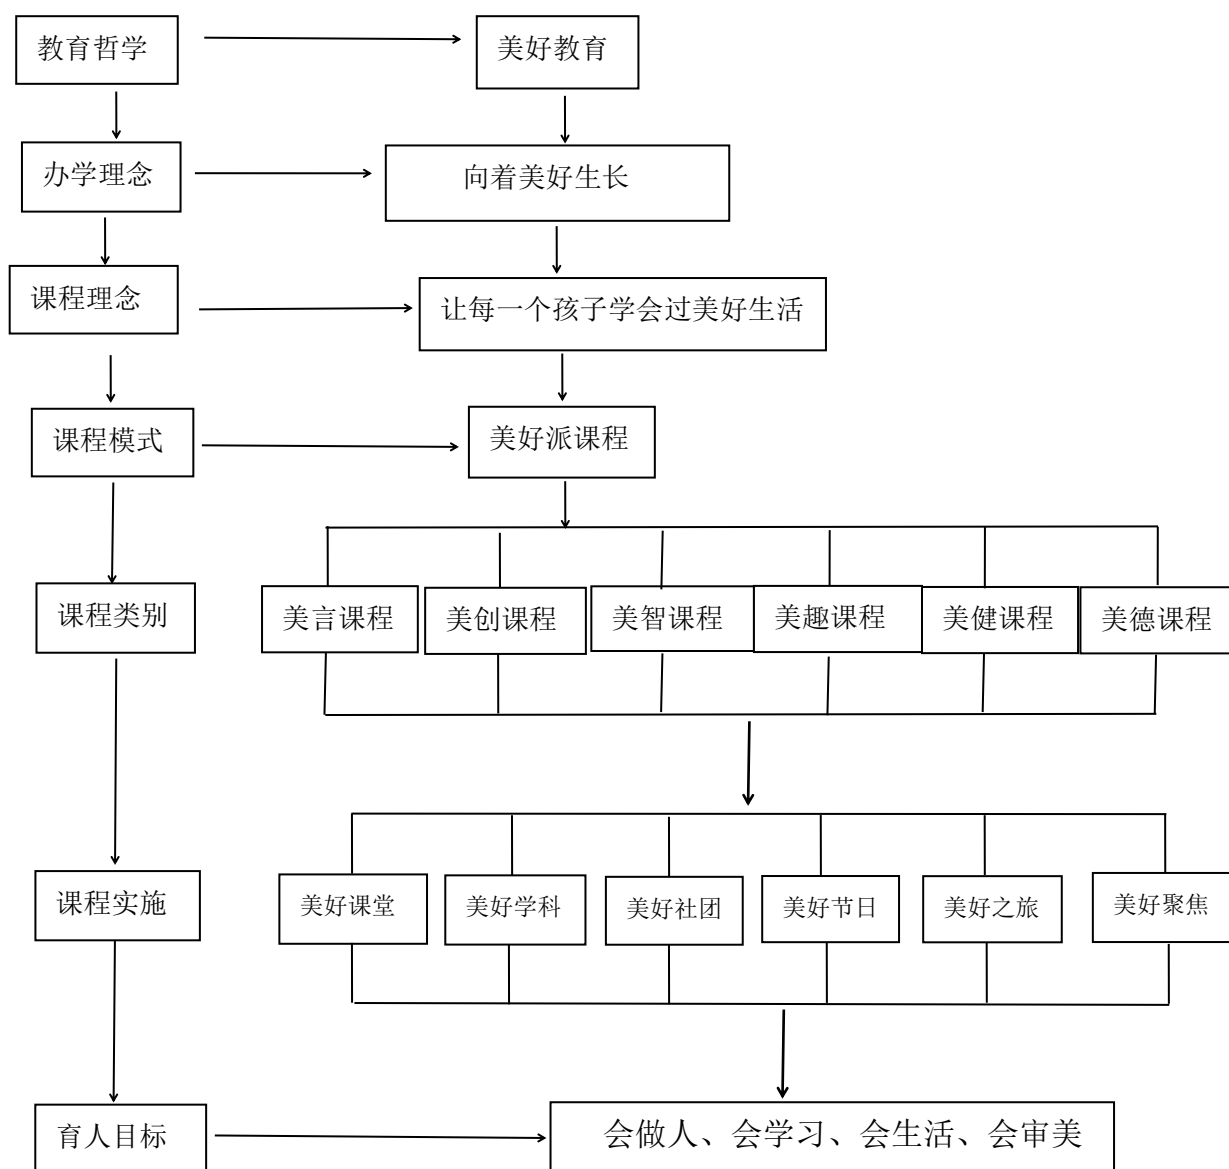 教育哲学
美好教育
办学理念
向着美好生长
课程理念
让每一个孩子学会过美好生活
课程模式
美好派课程
课程类别
美言课程
美创课程
美智课程
美趣课程
美健课程
美德课程
课程实施
美好课堂
美好学科
美好社团
美好节日
美好之旅
美好聚焦
育人目标
会做人、会学习、会生活、会审美